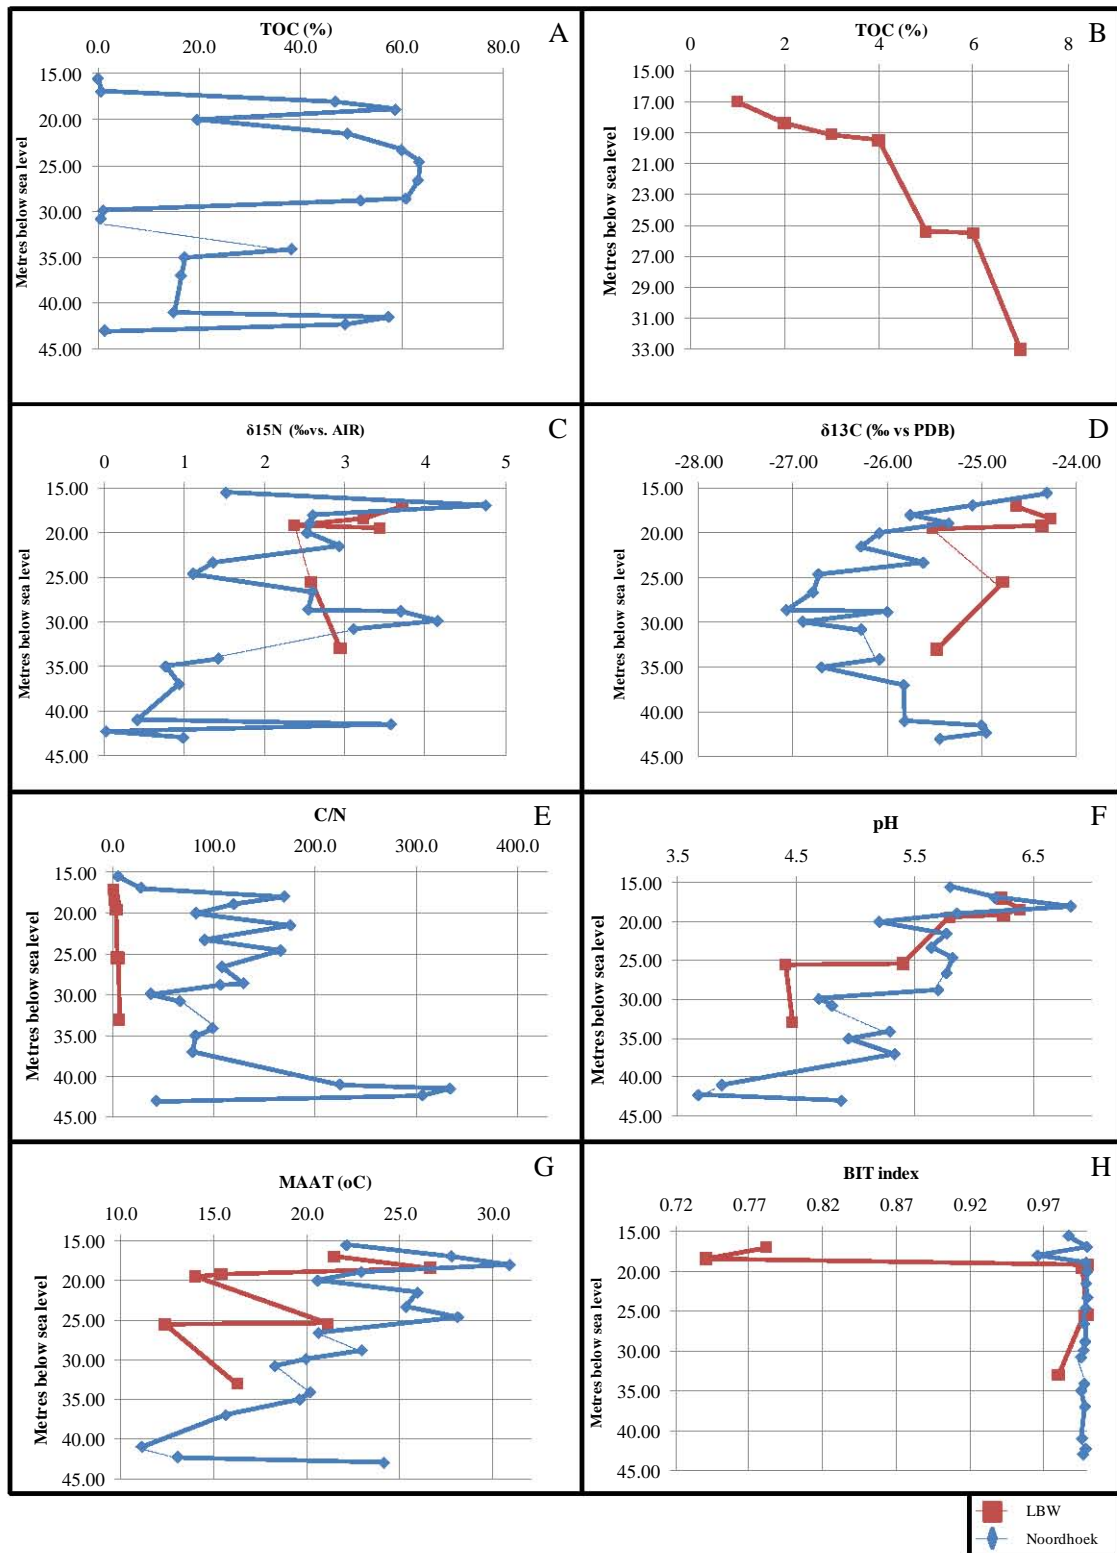 TOC (%)
A
0.0 20.0 40.0 60.0 80.0
15.00
20.00
25.00
30.00
35.00
40.00
45.00
Metres below sea level
TOC (%)
B
0 2 4 6 8
15.00
17.00
19.00
21.00
23.00
25.00
27.00
29.00
31.00
33.00
Metres below sea level
δ15N (‰vs. AIR)
C
0 1 2 3 4 5
15.00
20.00
25.00
30.00
35.00
40.00
45.00
Metres below sea level
δ13C (‰ vs PDB)
D
-28.00 -27.00 -26.00 -25.00 -24.00
15.00
20.00
25.00
30.00
35.00
40.00
45.00
Metres below sea level
C/N
E
0.0 100.0 200.0 300.0 400.0
15.00
20.00
25.00
30.00
35.00
40.00
45.00
Metres below sea level
pH
F
3.5 4.5 5.5 6.5
15.00
20.00
25.00
30.00
35.00
40.00
45.00
Metres below sea level
MAAT (oC)
G
10.0 15.0 20.0 25.0 30.0
15.00
20.00
25.00
30.00
35.00
40.00
45.00
Metres below sea level
BIT index
H
0.72 0.77 0.82 0.87 0.92 0.97
15.00
20.00
25.00
30.00
35.00
40.00
45.00
Metres below sea level
LBW
Noordhoek